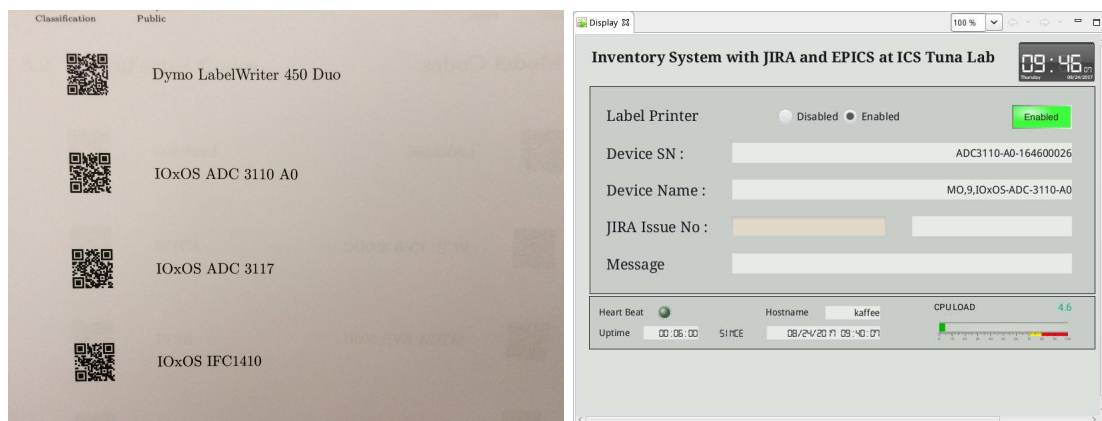 Classification Public
Dymo LabelWriter 450 Duo
IOxOS ADC 3110 A0
IOxOS ADC 3117
IOxOS IFC1410
Display
100 %
Inventory System with JIRA and EPICS at ICS Tuna Lab
09:46 07
Thursday 08/24/2017
Label Printer Disabled Enabled Enabled
Device SN : ADC3110-A0-164600026
Device Name : MO,9,IOxOS-ADC-3110-A0
JIRA Issue No :
Message
Heart Beat Hostname kaffee CPU LOAD 4.6
Uptime 00:06:00 SINCE 08/24/2017 09:40:07